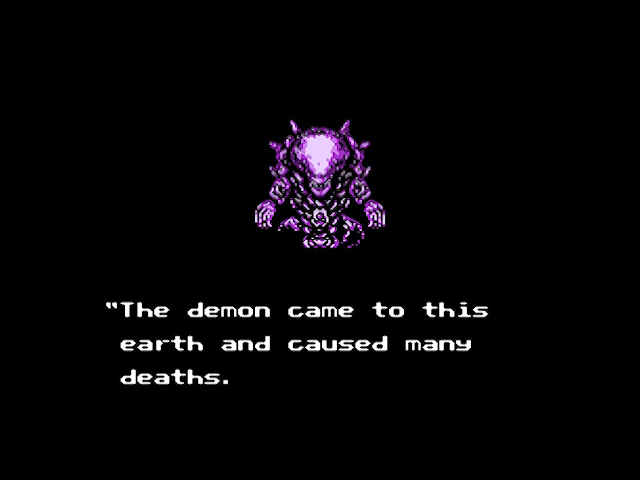 "The demon came to this
earth and caused many
deaths.